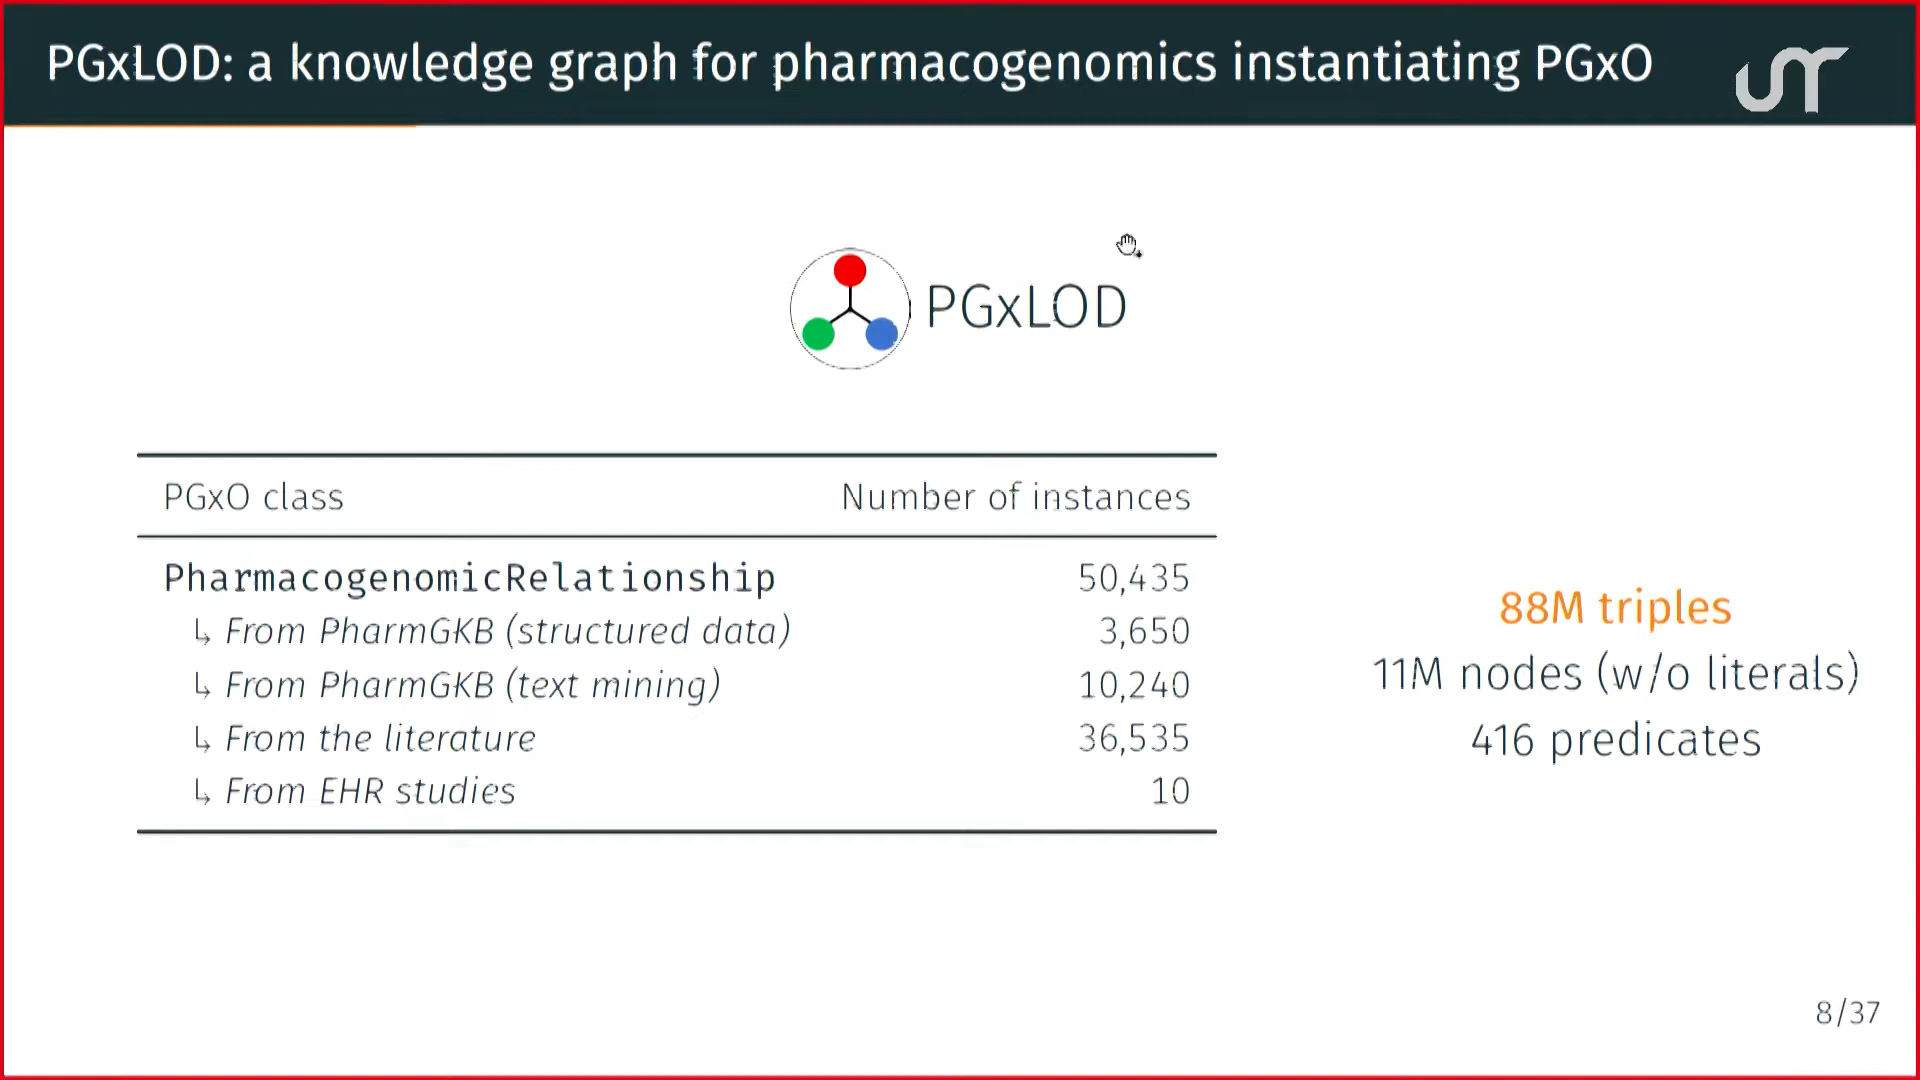 PGxLOD: a knowledge graph for pharmacogenomics instantiating PGxO
PGxLOD
PGxO class Number of instances
PharmacogenomicRelationship 50,435
↳ From PharmGKB (structured data) 3,650
↳ From PharmGKB (text mining) 10,240
↳ From the literature 36,535
↳ From EHR studies 10
88M triples
11M nodes (w/o literals)
416 predicates
8/37